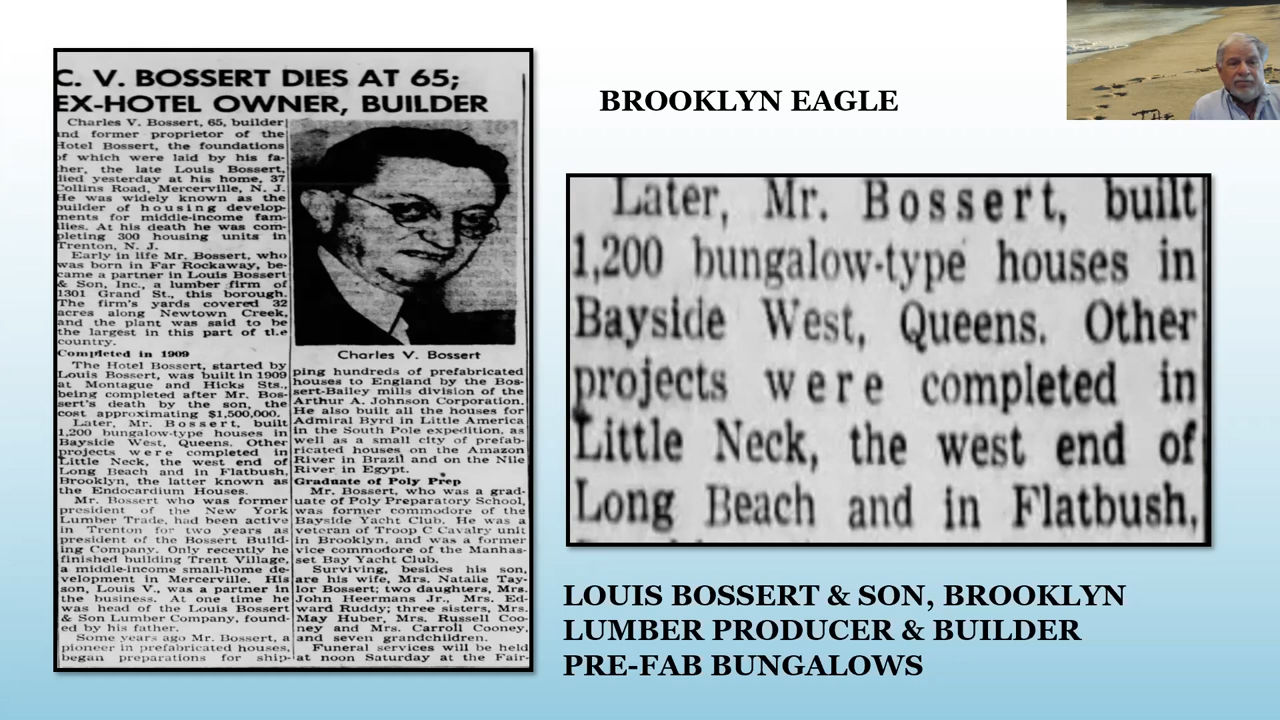 C. V. BOSSERT DIES AT 65;
EX-HOTEL OWNER, BUILDER
Charles V. Bossert, 65, builder
and former proprietor of the
Hotel Bossert, the foundations
of which were laid by his fa-
ther, the late Louis Bossert,
died yesterday at his home, 37
Collins Road, Mercerville, N. J.
He was widely known as the
builder of housing develop-
ments for middle-income fam-
ilies. At his death he was com-
pleting 300 housing units in
Trenton, N. J.
Early in life Mr. Bossert, who
was born in Far Rockaway, be-
came a partner in Louis Bossert
& Son, Inc., a lumber firm of
1301 Grand St., this borough.
The firm's yards covered 32
acres along Newtown Creek,
and the plant was said to be
the largest in this part of the
country.
Completed in 1909
The Hotel Bossert, started by
Louis Bossert, was built in 1909
at Montague and Hicks Sts.,
being completed after Mr. Bos-
sert's death by the son, the
cost approximating $1,500,000.
Later, Mr. Bossert, built
1,200 bungalow-type houses in
Bayside West, Queens. Other
projects were completed in
Little Neck, the west end of
Long Beach and in Flatbush,
Brooklyn, the latter known as
the Endocardium Houses.
Mr. Bossert who was former
president of the New York
Lumber Trade, had been active
in Trenton for two years as
president of the Bossert Build-
ing Company. Only recently he
finished building Trent Village,
a middle-income small-home de-
velopment in Mercerville. His
son, Louis V., was a partner in
the business. At one time he
was head of the Louis Bossert
& Son Lumber Company, found-
ed by his father.
Some years ago Mr. Bossert, a
pioneer in prefabricated houses,
began preparations for ship-
Charles V. Bossert
ping hundreds of prefabricated
houses to England by the Bos-
sert-Bailey mills division of the
Arthur A. Johnson Corporation.
He also built all the houses for
Admiral Byrd in Little America
in the South Pole expedition, as
well as a small city of prefab-
ricated houses on the Amazon
River in Brazil and on the Nile
River in Egypt.
Graduate of Poly Prep
Mr. Bossert, who was a grad-
uate of Poly Preparatory School,
was former commodore of the
Bayside Yacht Club. He was a
veteran of Troop C Cavalry unit
in Brooklyn, and was a former
vice commodore of the Manhas-
set Bay Yacht Club.
Surviving, besides his son,
are his wife, Mrs. Natalie Tay-
lor Bossert; two daughters, Mrs.
John Heermans Jr., Mrs. Ed-
ward Ruddy; three sisters, Mrs.
May Huber, Mrs. Russell Coo-
ney and Mrs. Carroll Cooney,
and seven grandchildren.
Funeral services will be held
at noon Saturday at the Fair-
BROOKLYN EAGLE
Later, Mr. Bossert, built
1,200 bungalow-type houses in
Bayside West, Queens. Other
projects were completed in
Little Neck, the west end of
Long Beach and in Flatbush,
LOUIS BOSSERT & SON, BROOKLYN
LUMBER PRODUCER & BUILDER
PRE-FAB BUNGALOWS